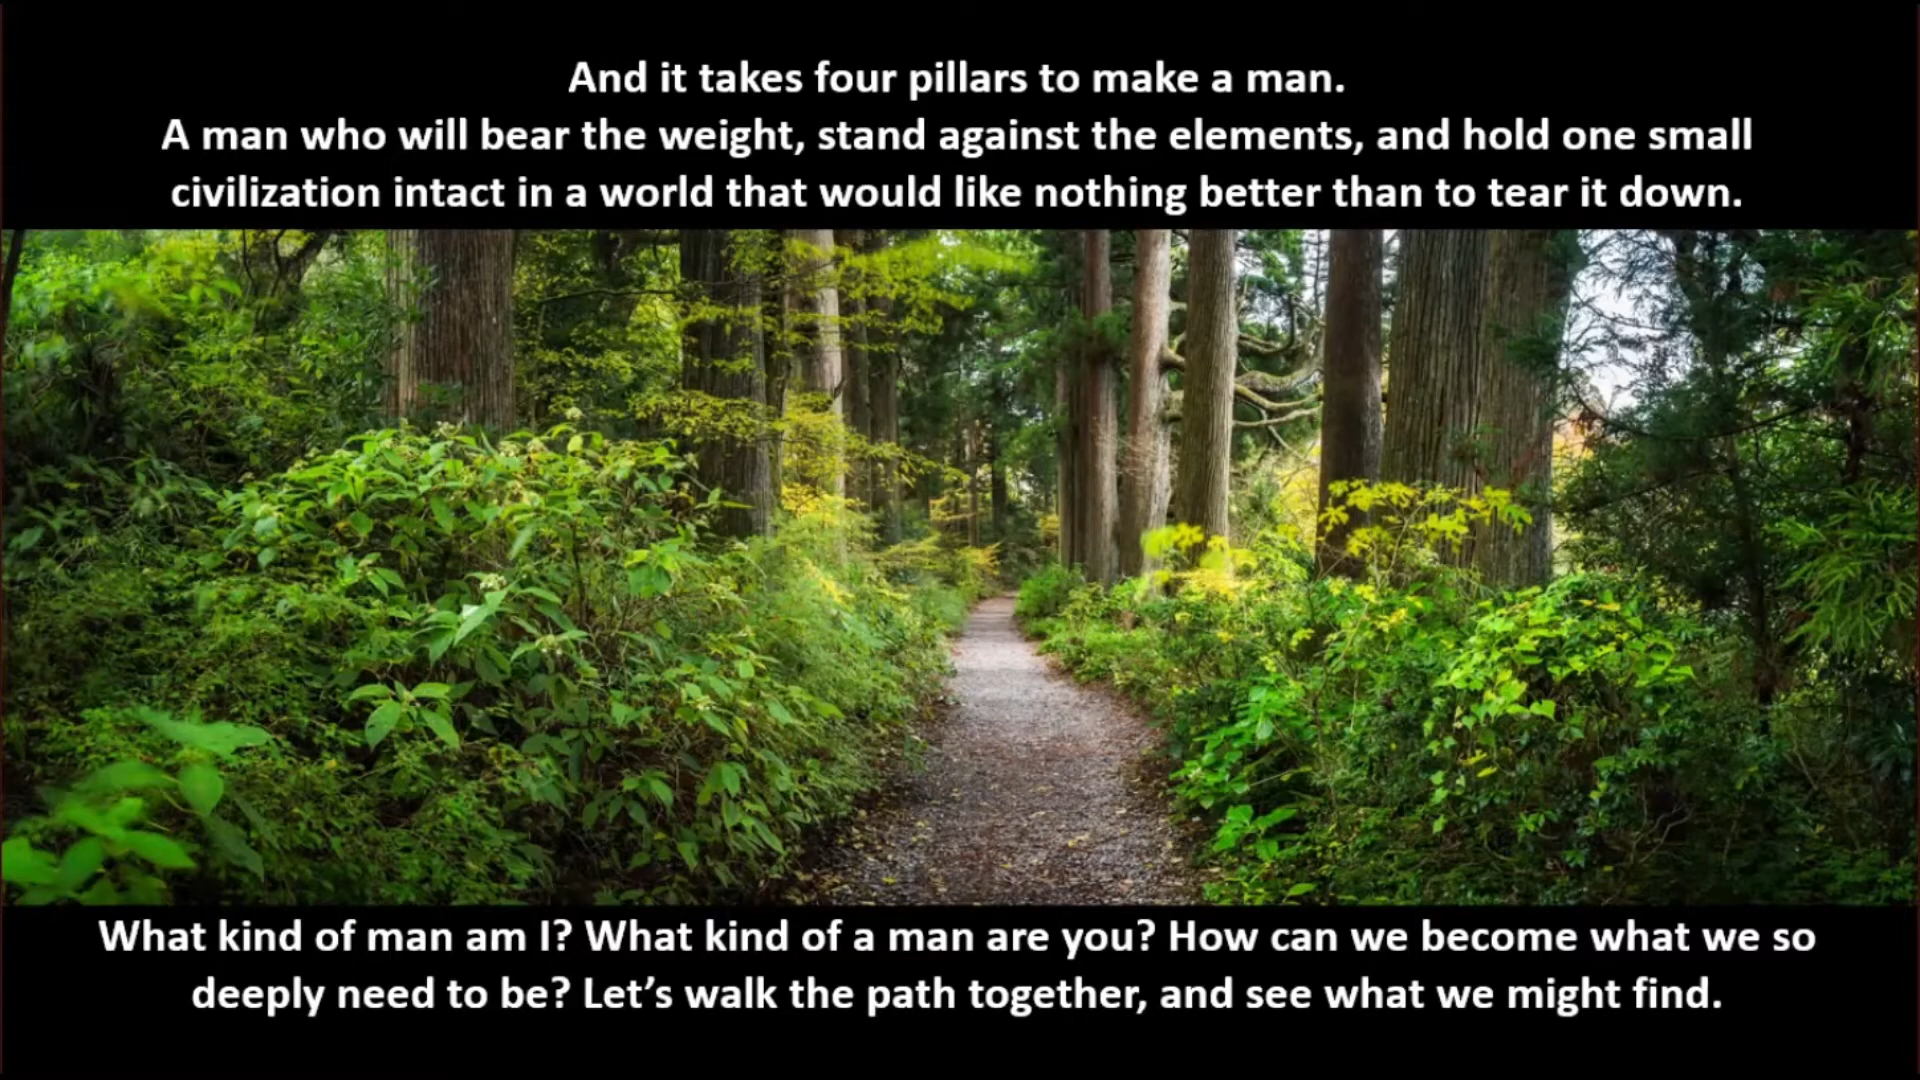 And it takes four pillars to make a man.
A man who will bear the weight, stand against the elements, and hold one small
civilization intact in a world that would like nothing better than to tear it down.
What kind of man am I? What kind of a man are you? How can we become what we so
deeply need to be? Let’s walk the path together, and see what we might find.